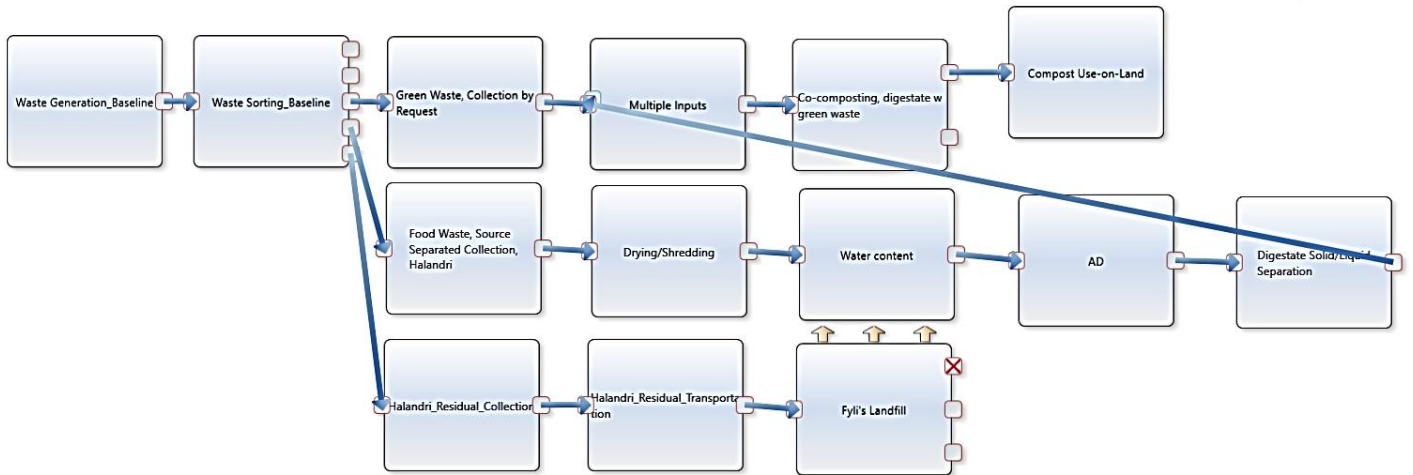 Waste Generation_Baseline
Waste Sorting_Baseline
Green Waste, Collection by
Request
Multiple Inputs
Co-composting, digestate w
green waste
Compost Use-on-Land
Food Waste, Source
Separated Collection,
Halandri
Drying/Shredding
Water content
AD
Digestate Solid/Liquid
Separation
Halandri_Residual_Collection
Halandri_Residual_Transporta
tion
Fyli's Landfill